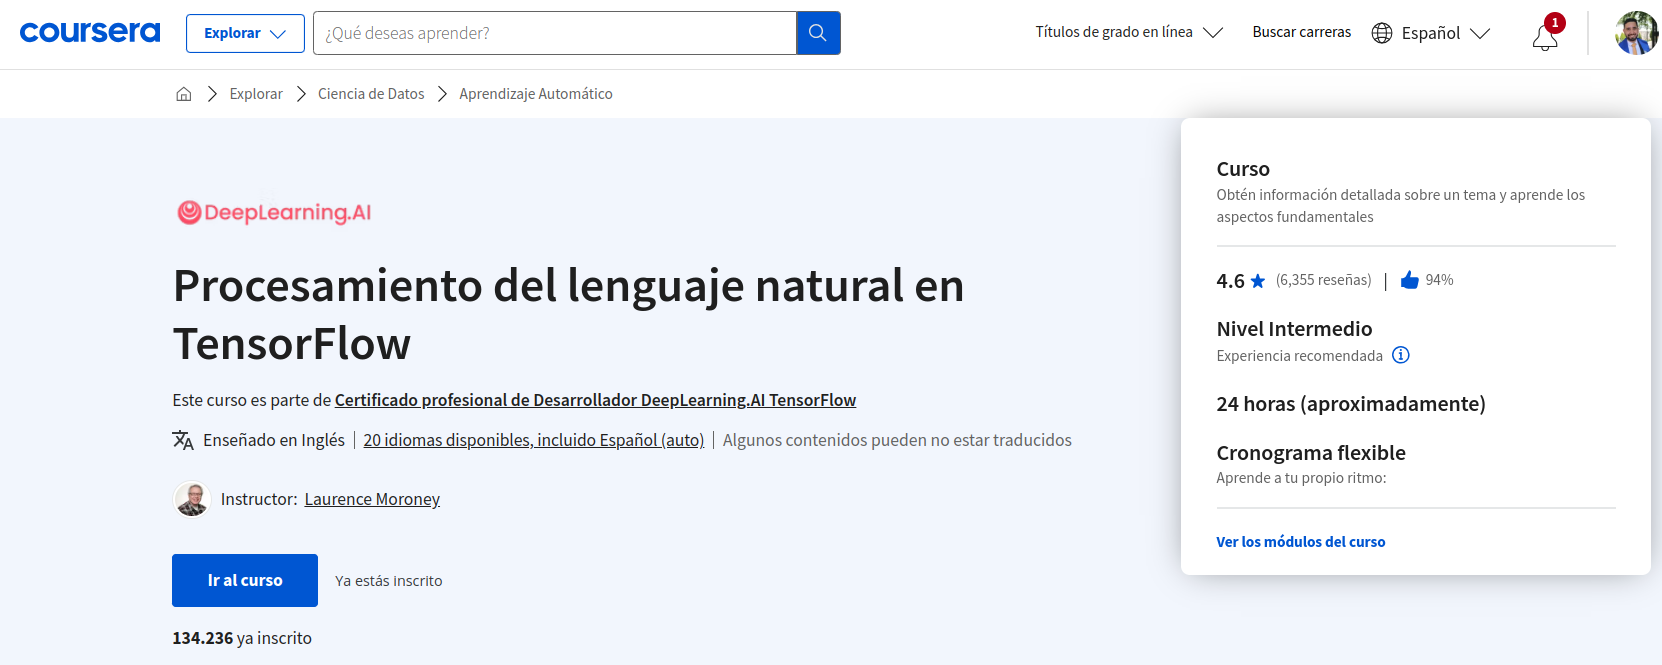 coursera
Explorar
¿Qué deseas aprender?
Títulos de grado en línea
Buscar carreras
Español
1
Explorar
Ciencia de Datos
Aprendizaje Automático
DeepLearning.AI
Procesamiento del lenguaje natural en
TensorFlow
Este curso es parte de Certificado profesional de Desarrollador DeepLearning.AI TensorFlow
Enseñado en Inglés | 20 idiomas disponibles, incluido Español (auto) | Algunos contenidos pueden no estar traducidos
Instructor: Laurence Moroney
Ir al curso
Ya estás inscrito
134.236 ya inscrito
Curso
Obtén información detallada sobre un tema y aprende los
aspectos fundamentales
4.6 (6,355 reseñas) | 94%
Nivel Intermedio
Experiencia recomendada
24 horas (aproximadamente)
Cronograma flexible
Aprende a tu propio ritmo:
Ver los módulos del curso